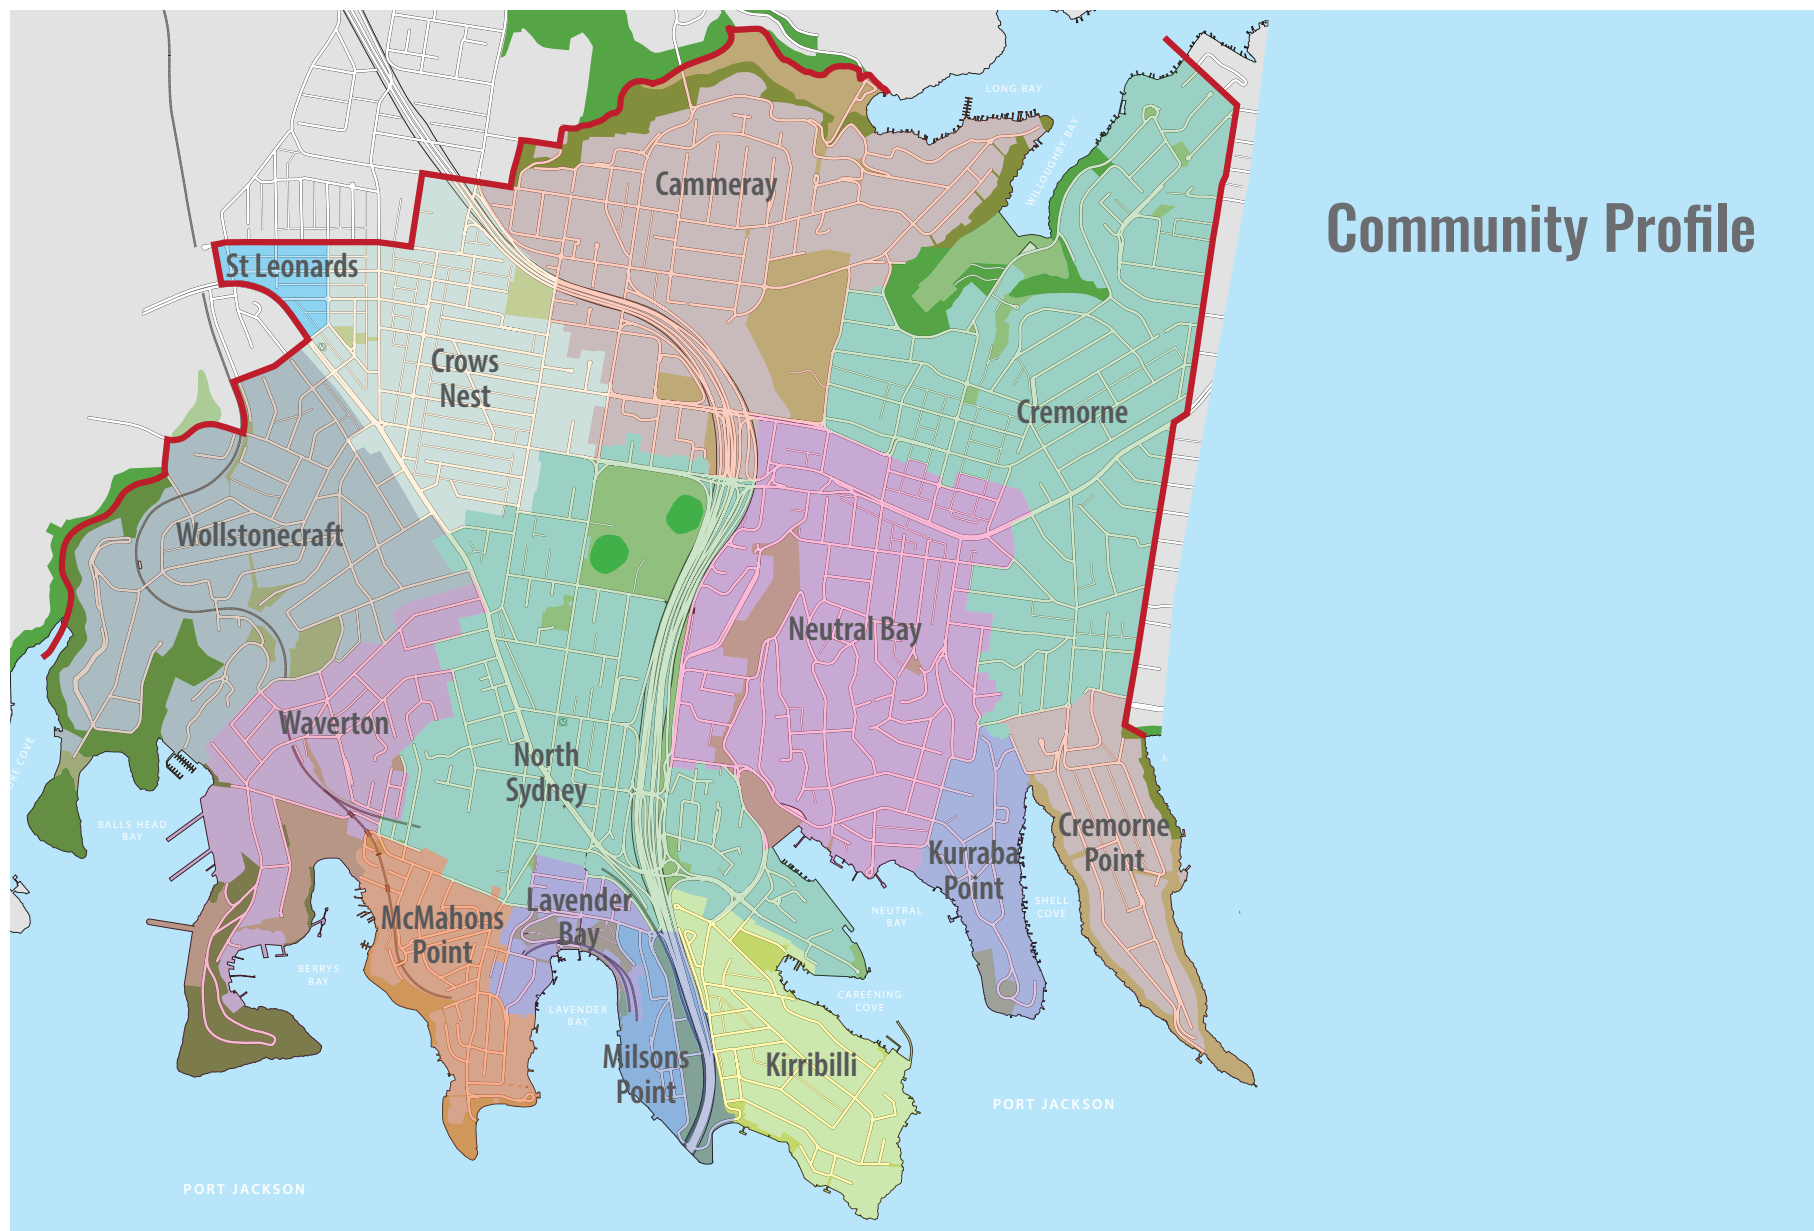 LONG BAY
WILLOUGHBY BAY
Cammeray
Community Profile
St Leonards
Crows
Nest
Cremorne
Wollstonecraft
Neutral Bay
Waverton
North
Sydney
ORE COVE
BALLS HEAD
BAY
Cremorne
Point
Kurraba
Point
Lavender
Bay
McMahons
Point
NEUTRAL
BAY
SHELL
COVE
BERRYS
BAY
LAVENDER
BAY
CAREENING
COVE
Milsons
Point
Kirribilli
PORT JACKSON
PORT JACKSON